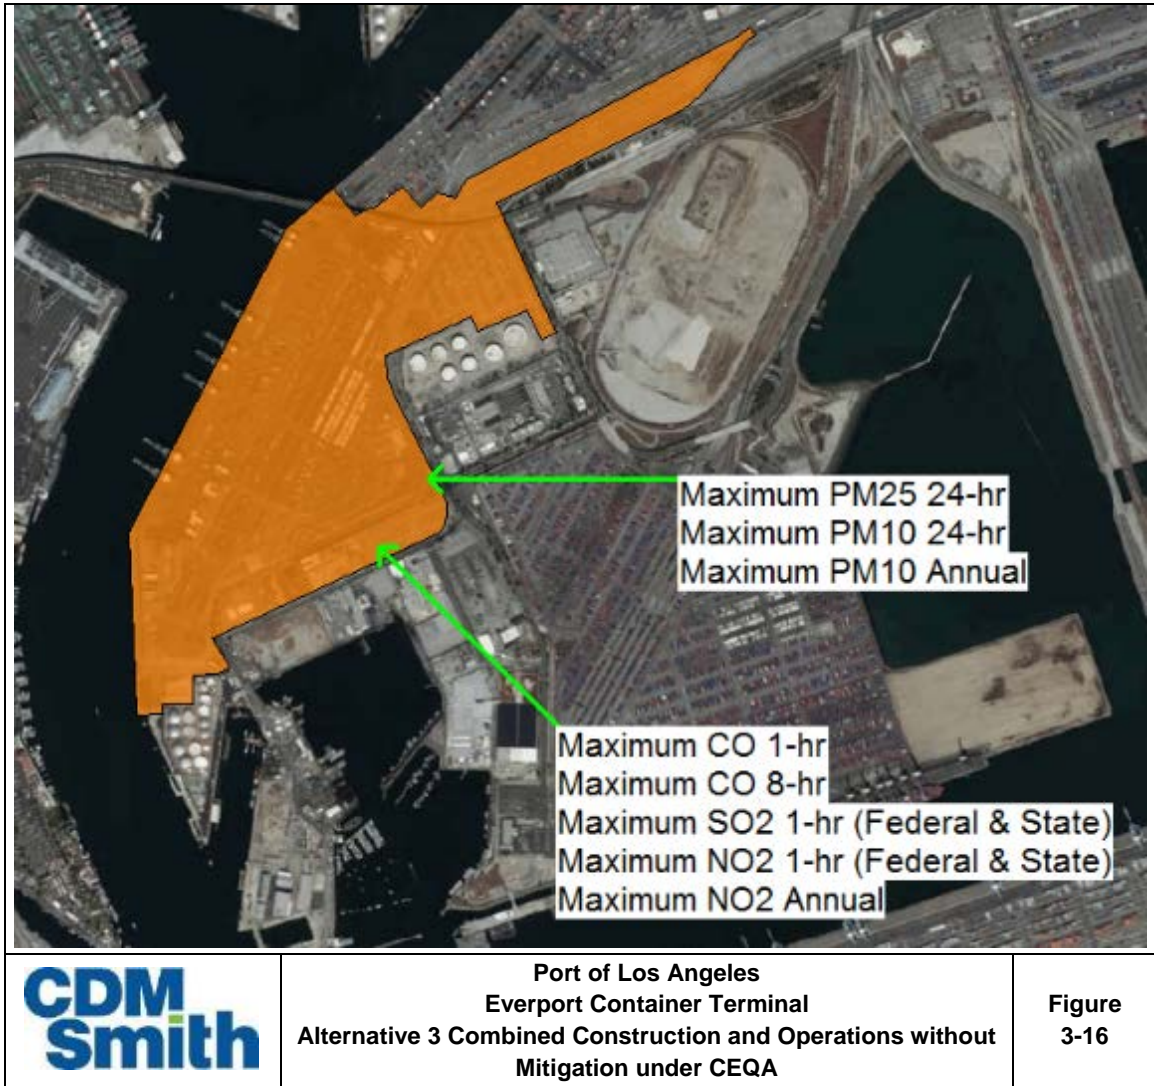 Maximum PM25 24-hr
Maximum PM10 24-hr
Maximum PM10 Annual
Maximum CO 1-hr
Maximum CO 8-hr
Maximum SO2 1-hr (Federal & State)
Maximum NO2 1-hr (Federal & State)
Maximum NO2 Annual
CDM
Smith
Port of Los Angeles
Everport Container Terminal
Alternative 3 Combined Construction and Operations without
Mitigation under CEQA
Figure
3-16